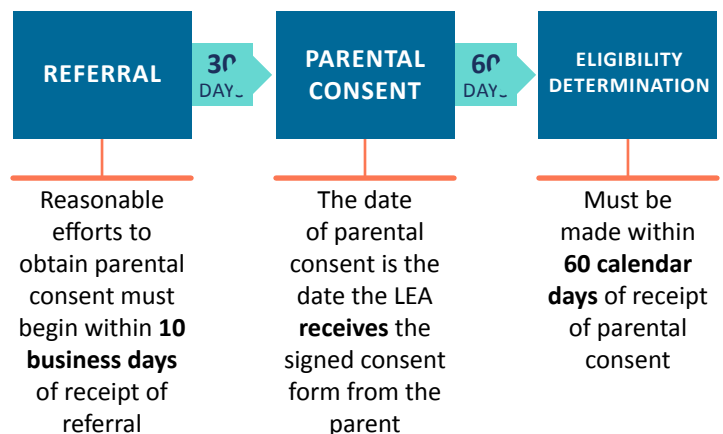 REFERRAL
30
DAYS
PARENTAL
CONSENT
60
DAYS
ELIGIBILITY
DETERMINATION
Reasonable
efforts to
obtain parental
consent must
begin within 10
business days
of receipt of
referral
The date
of parental
consent is the
date the LEA
receives the
signed consent
form from the
parent
Must be
made within
60 calendar
days of receipt
of parental
consent